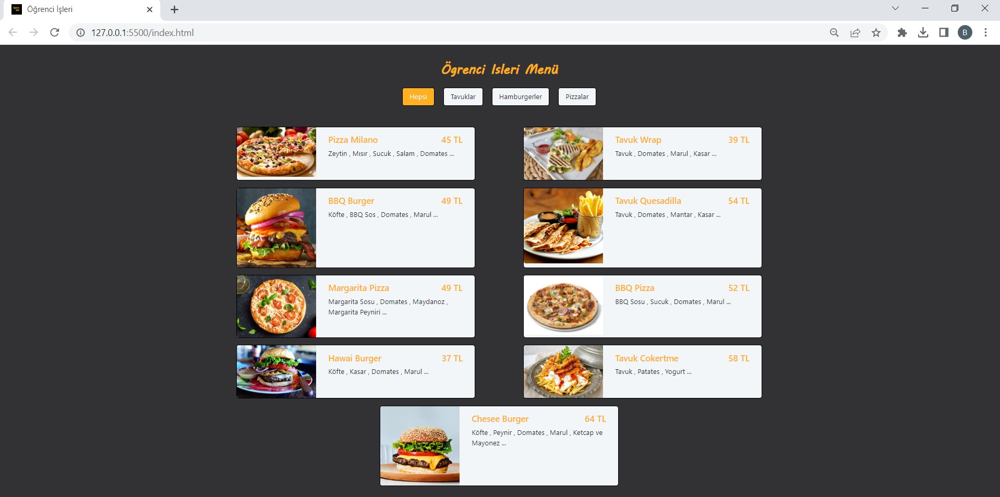 Öğrenci İşleri
127.0.0.1:5500/index.html
B
Ögrenci Isleri Menü
Hepsi
Tavuklar
Hamburgerler
Pizzalar
Pizza Milano
45 TL
Zeytin , Mısır , Sucuk , Salam , Domates ...
Tavuk Wrap
39 TL
Tavuk , Domates , Marul , Kasar ...
BBQ Burger
49 TL
Köfte , BBQ Sos , Domates , Marul ...
Tavuk Quesadilla
54 TL
Tavuk , Domates , Mantar , Kasar ...
Margarita Pizza
49 TL
Margarita Sosu , Domates , Maydanoz ,
Margarita Peyniri ...
BBQ Pizza
52 TL
BBQ Sosu , Sucuk , Domates , Marul ...
Hawai Burger
37 TL
Köfte , Kasar , Domates , Marul ...
Tavuk Cokertme
58 TL
Tavuk , Patates , Yogurt ...
Chesee Burger
64 TL
Köfte , Peynir , Domates , Marul , Ketcap ve
Mayonez ...